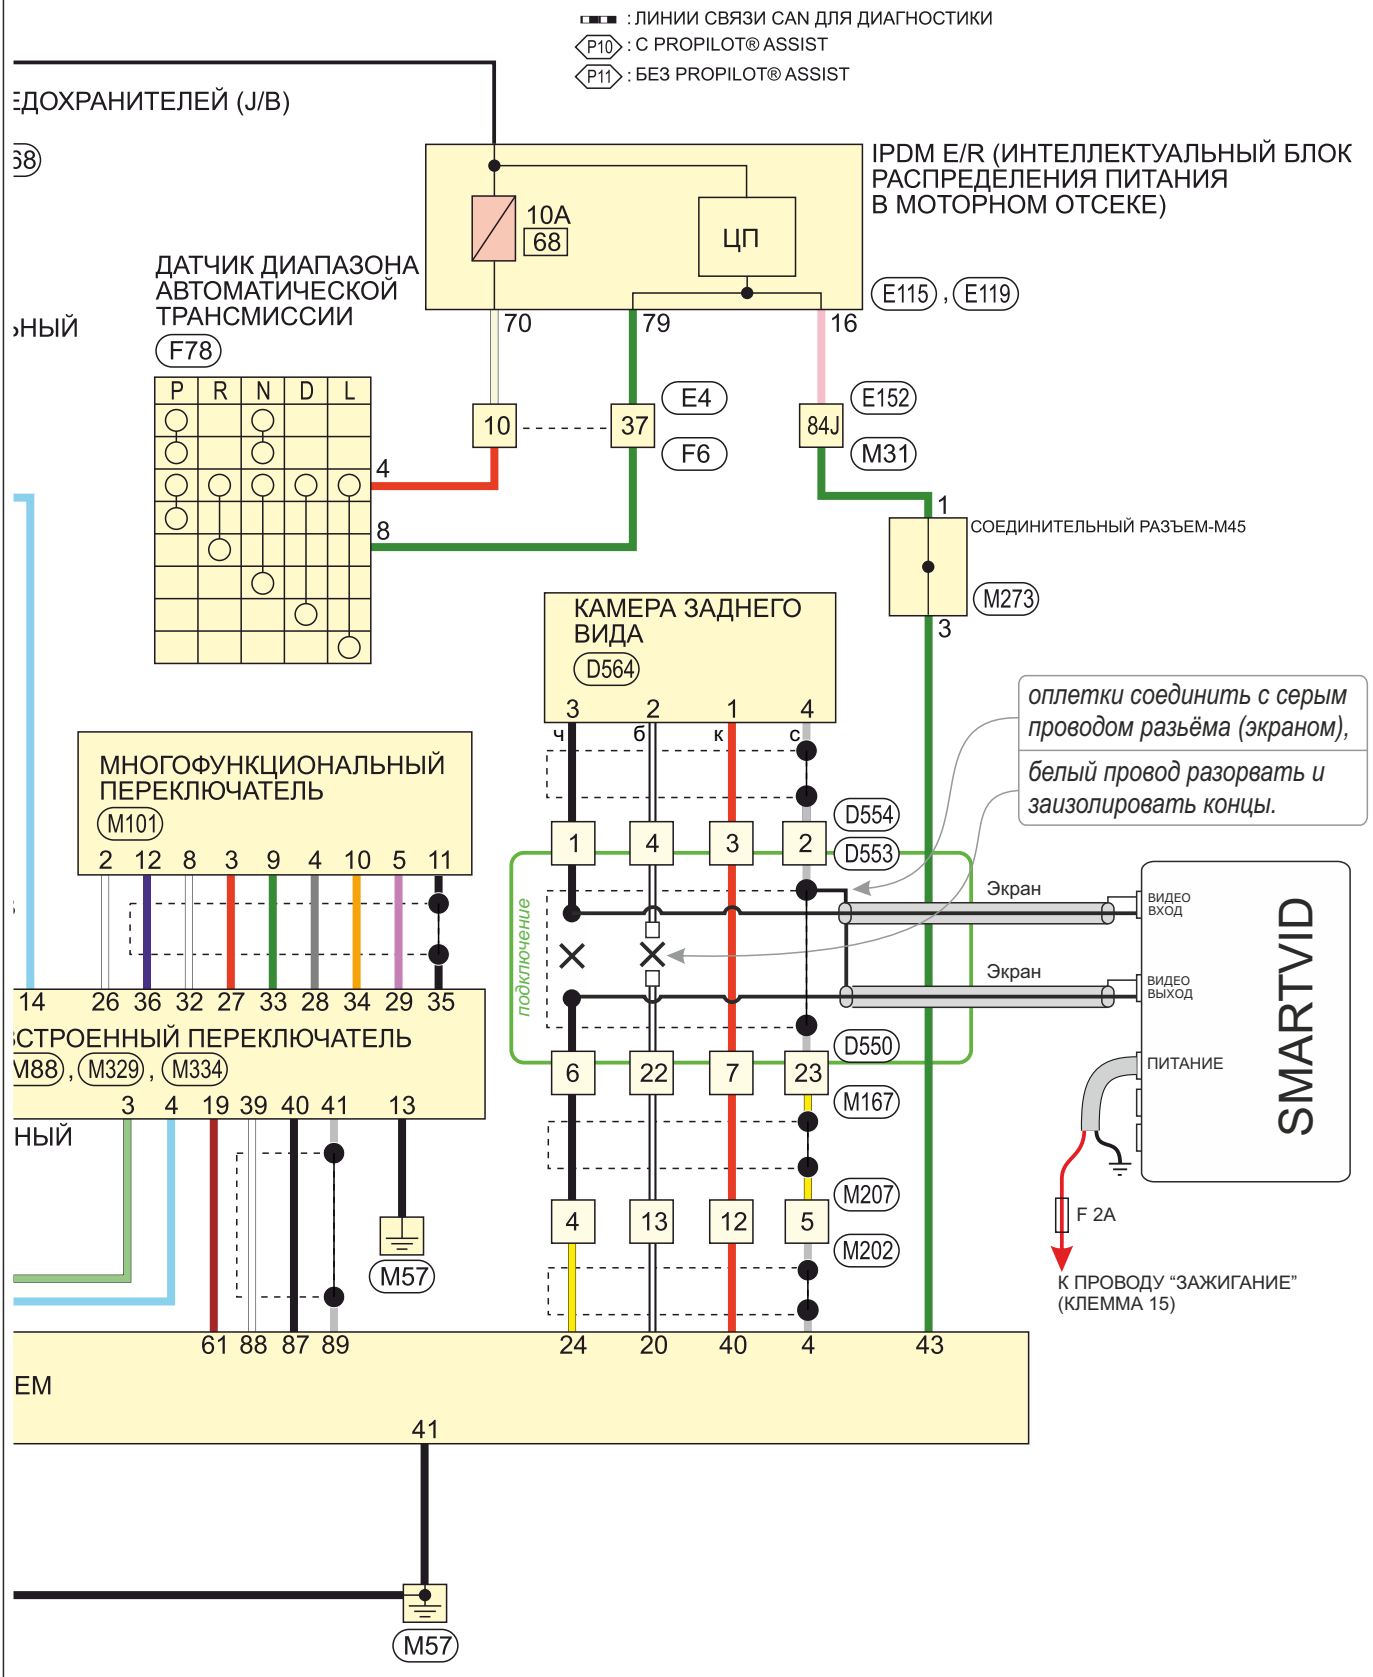 : ЛИНИИ СВЯЗИ CAN ДЛЯ ДИАГНОСТИКИ
P10 : С PROPILOT® ASSIST
P11 : БЕЗ PROPILOT® ASSIST
ЕДОХРАНИТЕЛЕЙ (J/B)
68
IPDM E/R (ИНТЕЛЛЕКТУАЛЬНЫЙ БЛОК
РАСПРЕДЕЛЕНИЯ ПИТАНИЯ
В МОТОРНОМ ОТСЕКЕ)
10A
68
ЦП
E115 , E119
70 79 16
ДАТЧИК ДИАПАЗОНА
АВТОМАТИЧЕСКОЙ
ТРАНСМИССИИ
F78
ЬНЫЙ
P R N D L
4
8
10 37 84J
E4
F6
E152
M31
1
СОЕДИНИТЕЛЬНЫЙ РАЗЪЕМ-M45
M273
3
КАМЕРА ЗАДНЕГО
ВИДА
D564
3 2 1 4
ч б к с
оплетки соединить с серым
проводом разьёма (экраном),
белый провод разорвать и
заизолировать концы.
МНОГОФУНКЦИОНАЛЬНЫЙ
ПЕРЕКЛЮЧАТЕЛЬ
M101
2 12 8 3 9 4 10 5 11
1 4 3 2
D554
D553
подключение
Экран
ВИДЕО
ВХОД
Экран
ВИДЕО
ВЫХОД
SMARTVID
ПИТАНИЕ
14 26 36 32 27 33 28 34 29 35
СТРОЕННЫЙ ПЕРЕКЛЮЧАТЕЛЬ
M88 , M329 , M334
3 4 19 39 40 41 13
НЫЙ
6 22 7 23
D550
M167
4 13 12 5
M207
M202
M57
F 2A
К ПРОВОДУ “ЗАЖИГАНИЕ”
(КЛЕММА 15)
61 88 87 89 24 20 40 4 43
ЕМ
41
M57